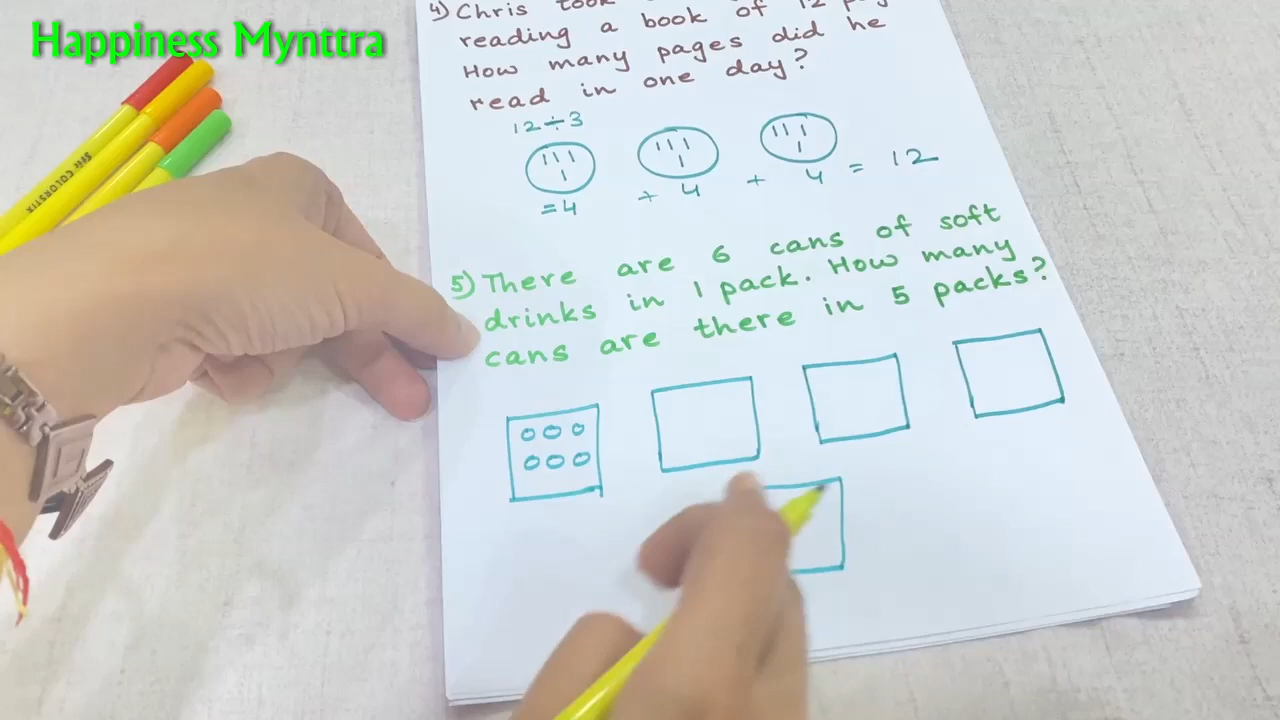 Happiness Mynttra
4) Chris took
reading a book of 12
How many pages did he
read in one day?
12÷3
=4 + 4 + 4 = 12
5) There are 6 cans of soft
drinks in 1 pack. How many
cans are there in 5 packs?
COLORSTIX